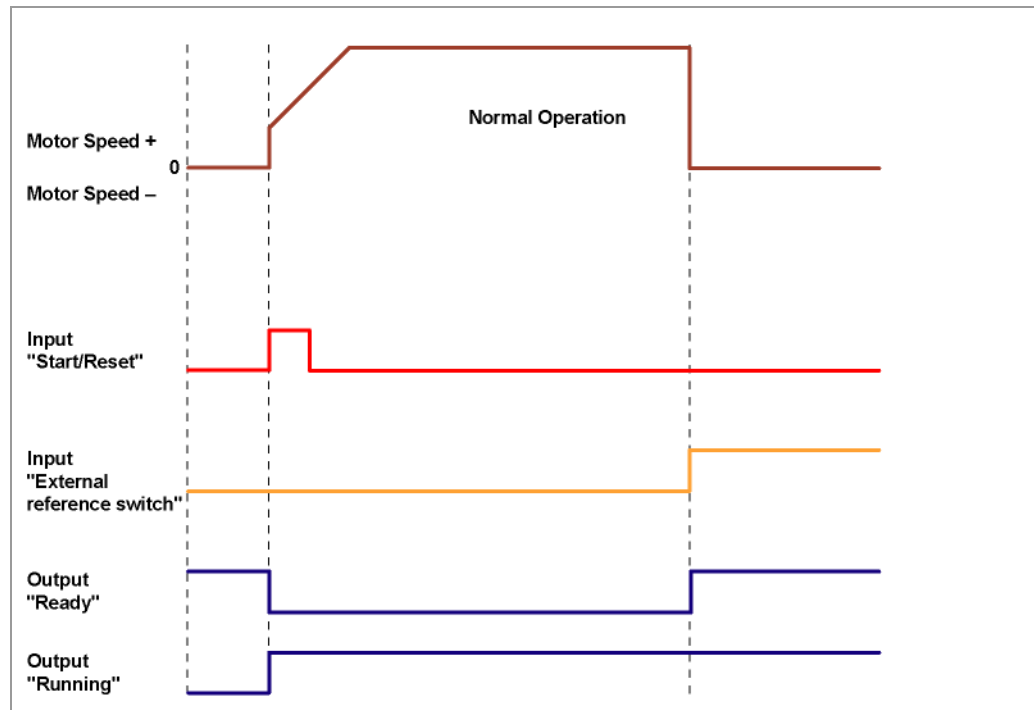 Normal Operation
Motor Speed +
0
Motor Speed –
Input
"Start/Reset"
Input
"External
reference switch"
Output
"Ready"
Output
"Running"